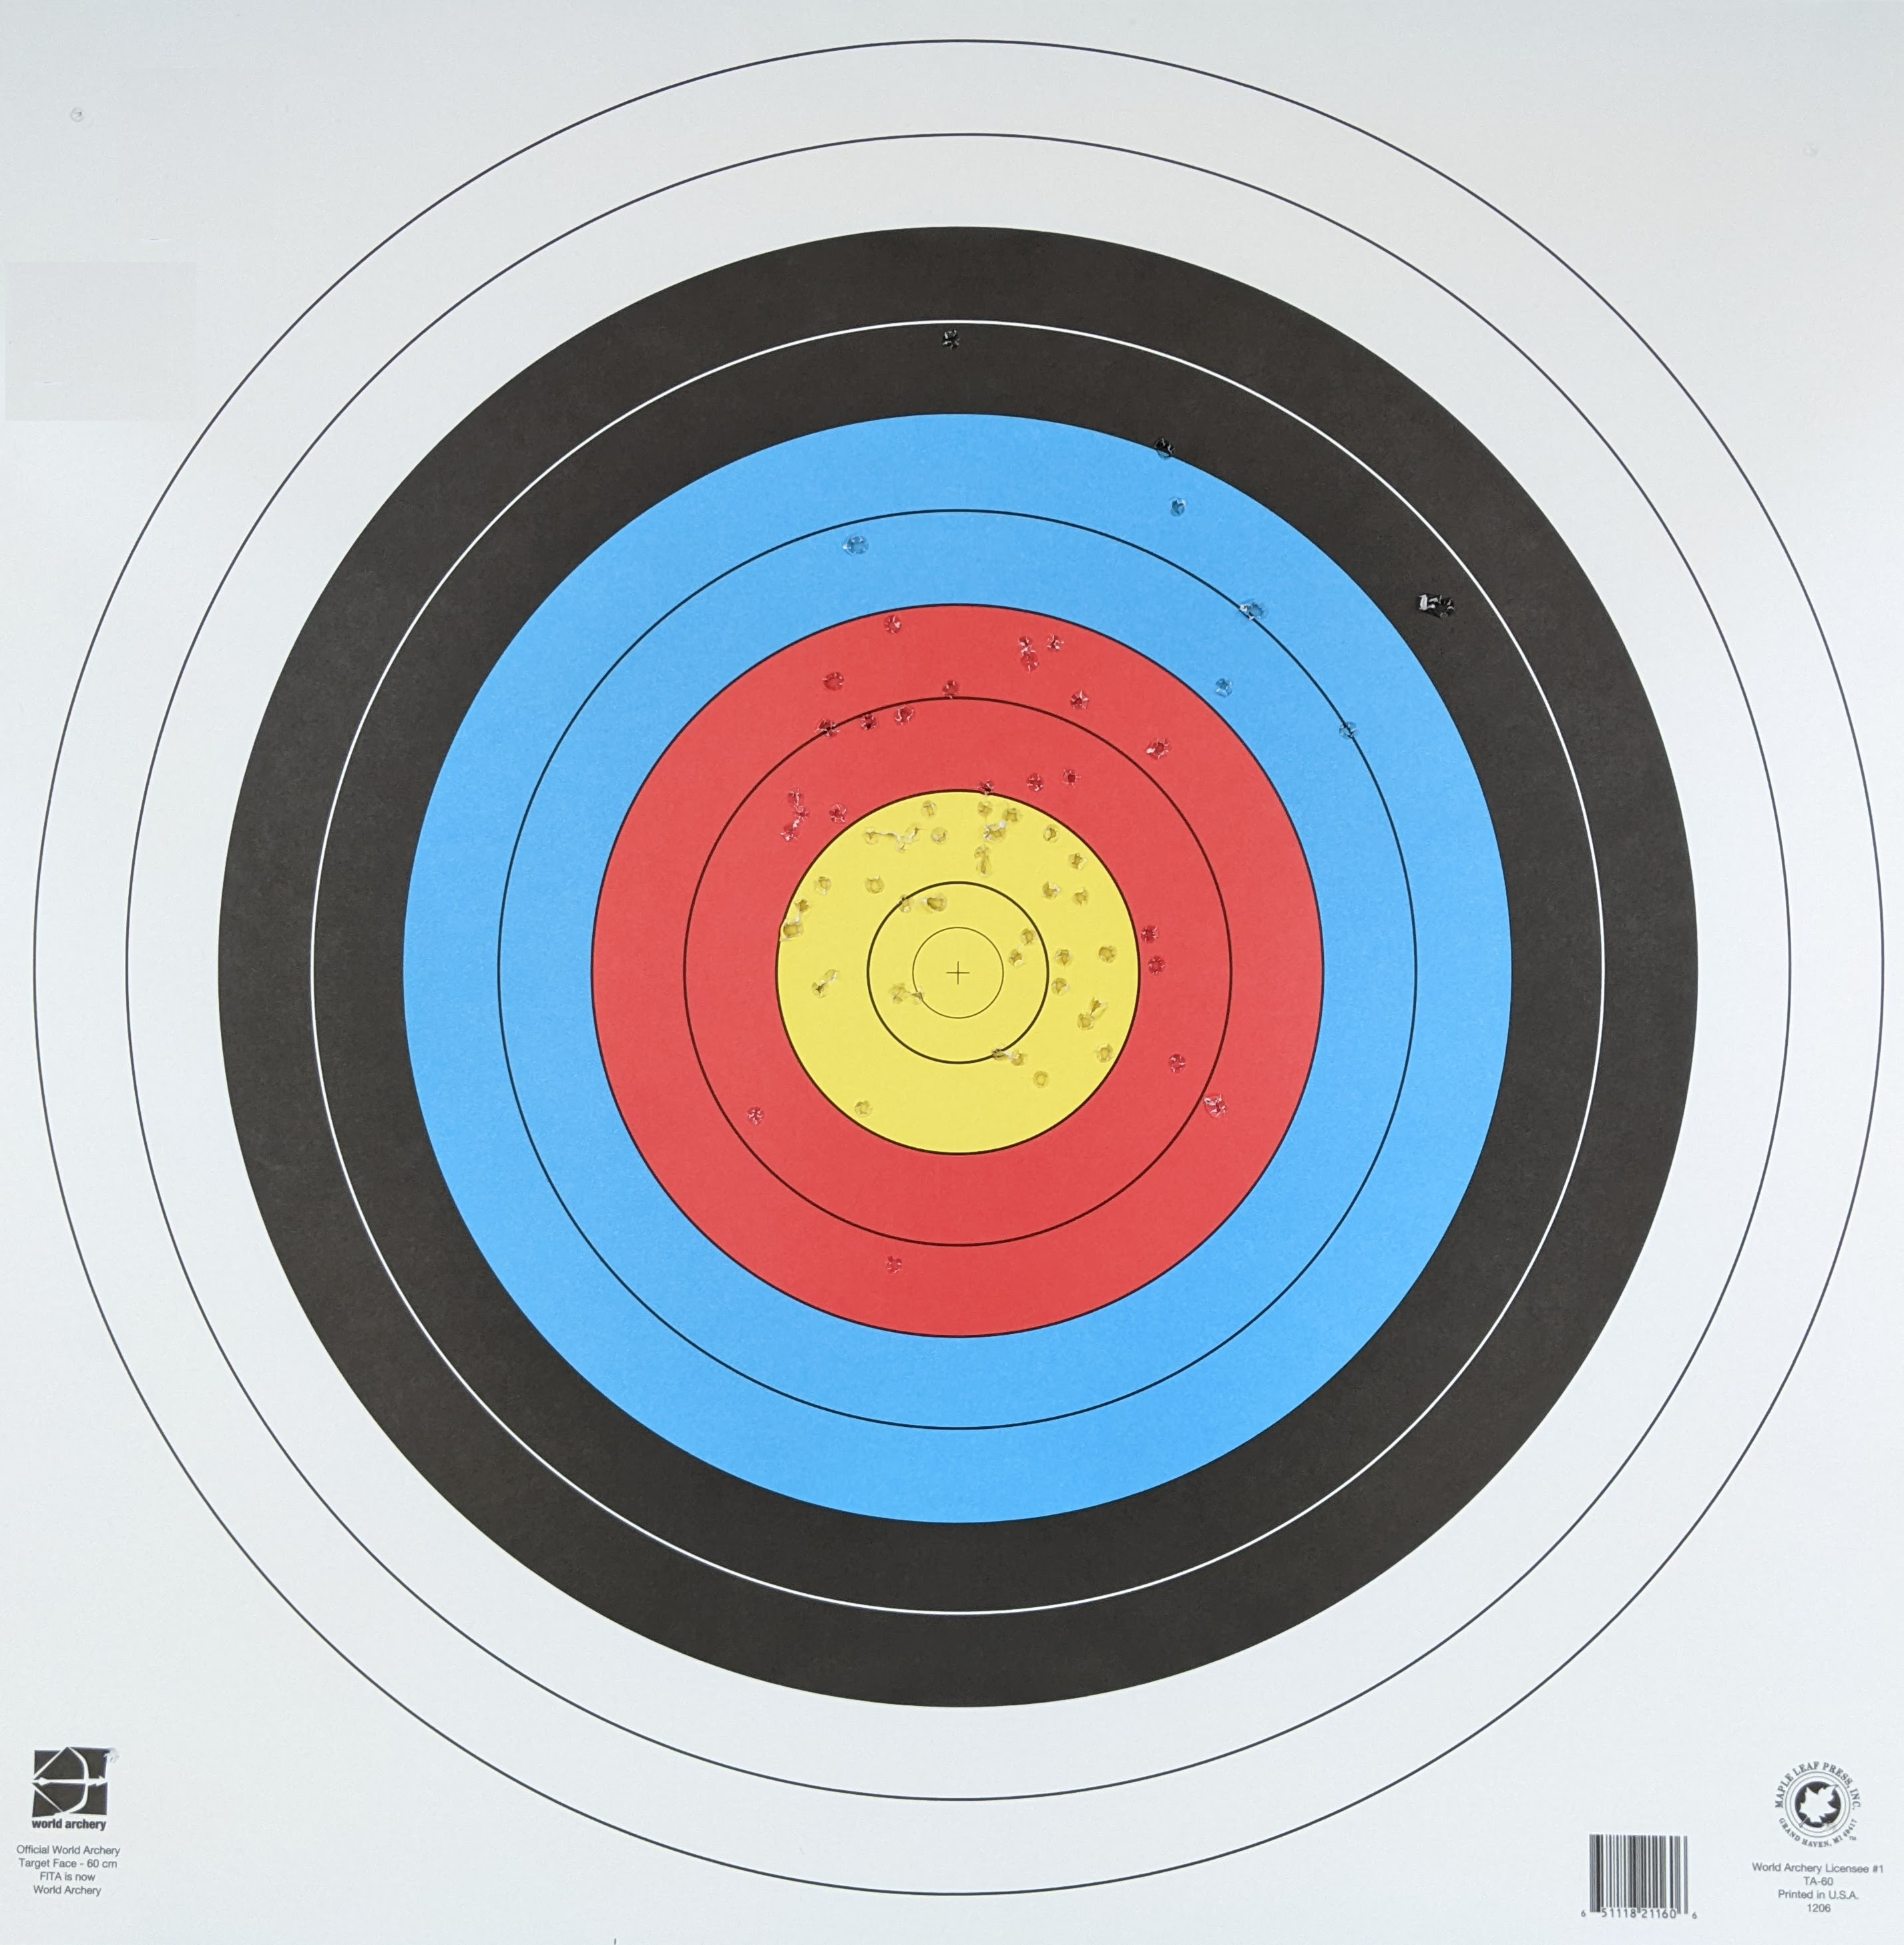 world archery
Official World Archery
Target Face - 60 cm
FITA is now
World Archery
MAPLE LEAF PRESS, INC.
GRAND HAVEN, MI 49417
TM
World Archery Licensee #1
TA-60
Printed in U.S.A.
1206
6 51118 21160 6